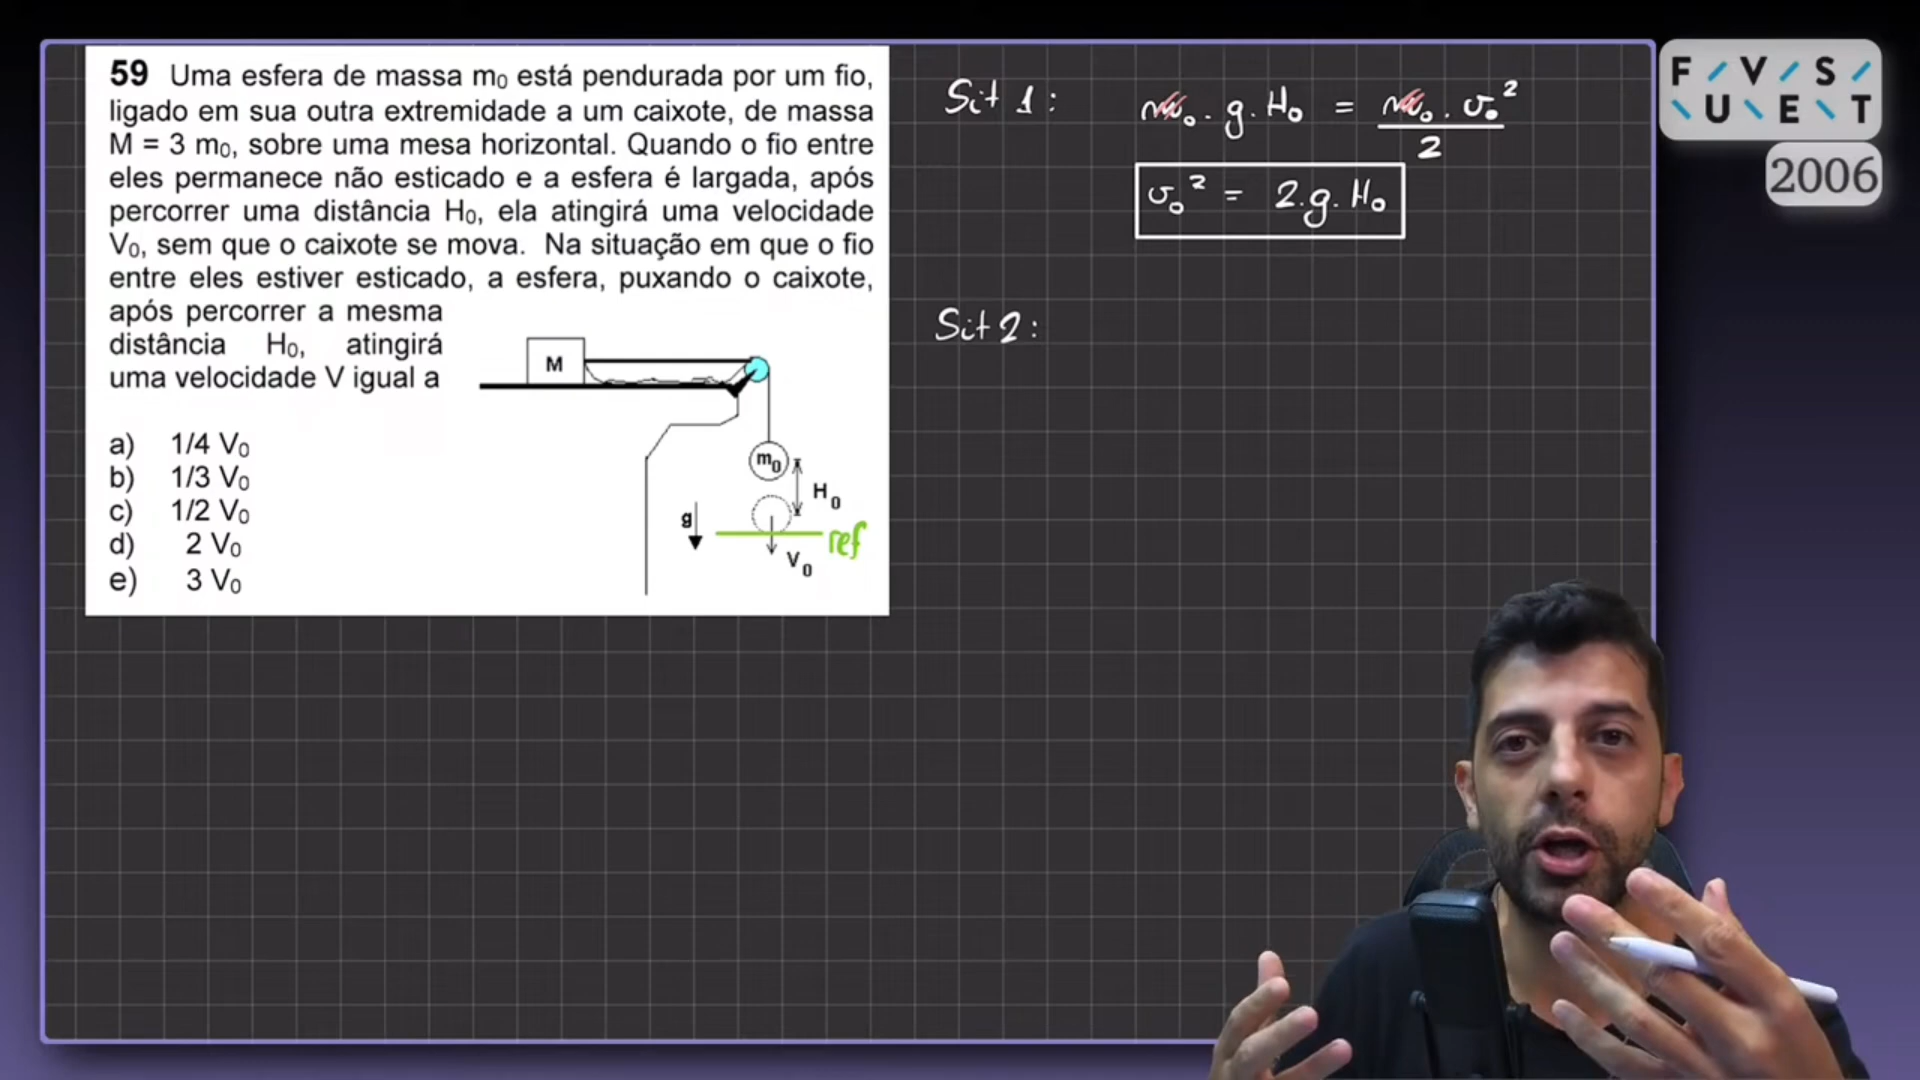 59 Uma esfera de massa m₀ está pendurada por um fio,
ligado em sua outra extremidade a um caixote, de massa
M = 3 m₀, sobre uma mesa horizontal. Quando o fio entre
eles permanece não esticado e a esfera é largada, após
percorrer uma distância H₀, ela atingirá uma velocidade
V₀, sem que o caixote se mova. Na situação em que o fio
entre eles estiver esticado, a esfera, puxando o caixote,
após percorrer a mesma
distância H₀, atingirá
uma velocidade V igual a
a) 1/4 V₀
b) 1/3 V₀
c) 1/2 V₀
d) 2 V₀
e) 3 V₀
M
m₀
H₀
g
ref
V₀
Sit 1: m₀ . g . H₀ = m₀ . v₀² / 2
v₀² = 2.g.H₀
Sit 2:
FUVEST
2006